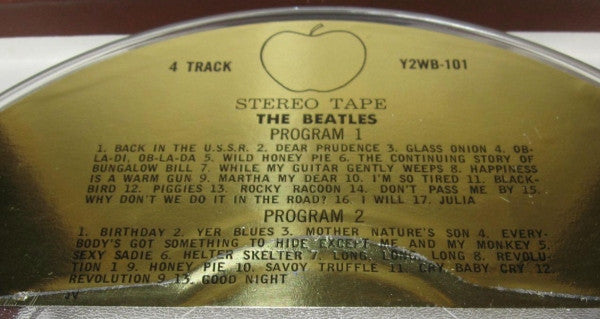 4 TRACK Y2WB-101
STEREO TAPE
THE BEATLES
PROGRAM 1
1. BACK IN THE U.S.S.R. 2. DEAR PRUDENCE 3. GLASS ONION 4. OB-
LA-DI, OB-LA-DA 5. WILD HONEY PIE 6. THE CONTINUING STORY OF
BUNGALOW BILL 7. WHILE MY GUITAR GENTLY WEEPS 8. HAPPINESS
IS A WARM GUN 9. MARTHA MY DEAR 10. I'M SO TIRED 11. BLACK-
BIRD 12. PIGGIES 13. ROCKY RACOON 14. DON'T PASS ME BY 15.
WHY DON'T WE DO IT IN THE ROAD? 16. I WILL 17. JULIA
PROGRAM 2
1. BIRTHDAY 2. YER BLUES 3. MOTHER NATURE'S SON 4. EVERY-
BODY'S GOT SOMETHING TO HIDE EXCEPT ME AND MY MONKEY 5.
SEXY SADIE 6. HELTER SKELTER 7. LONG, LONG, LONG 8. REVOLU-
TION 1 9. HONEY PIE 10. SAVOY TRUFFLE 11. CRY, BABY CRY 12.
REVOLUTION 9 13. GOOD NIGHT